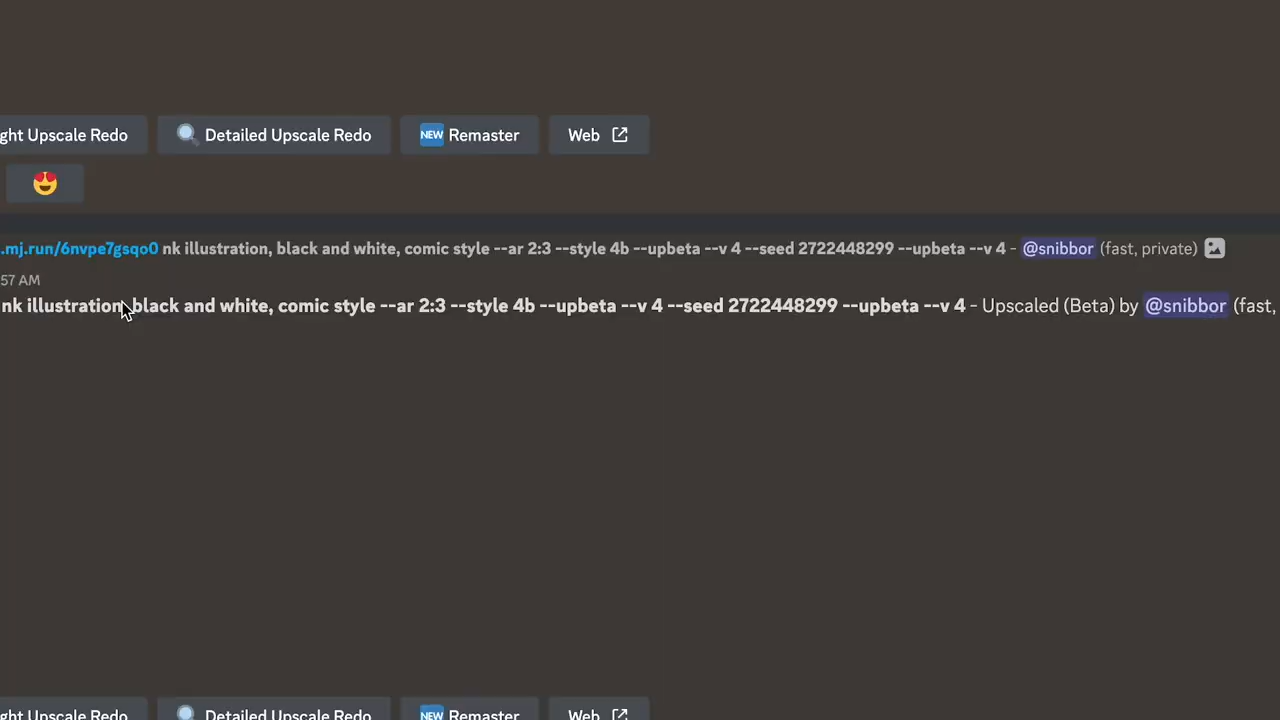 ght Upscale Redo Detailed Upscale Redo NEW Remaster Web
.mj.run/6nvpe7gsqo0 nk illustration, black and white, comic style --ar 2:3 --style 4b --upbeta --v 4 --seed 2722448299 --upbeta --v 4 - @snibbor (fast, private)
57 AM
nk illustration, black and white, comic style --ar 2:3 --style 4b --upbeta --v 4 --seed 2722448299 --upbeta --v 4 - Upscaled (Beta) by @snibbor (fast,
ght Upscale Redo Detailed Upscale Redo NEW Remaster Web